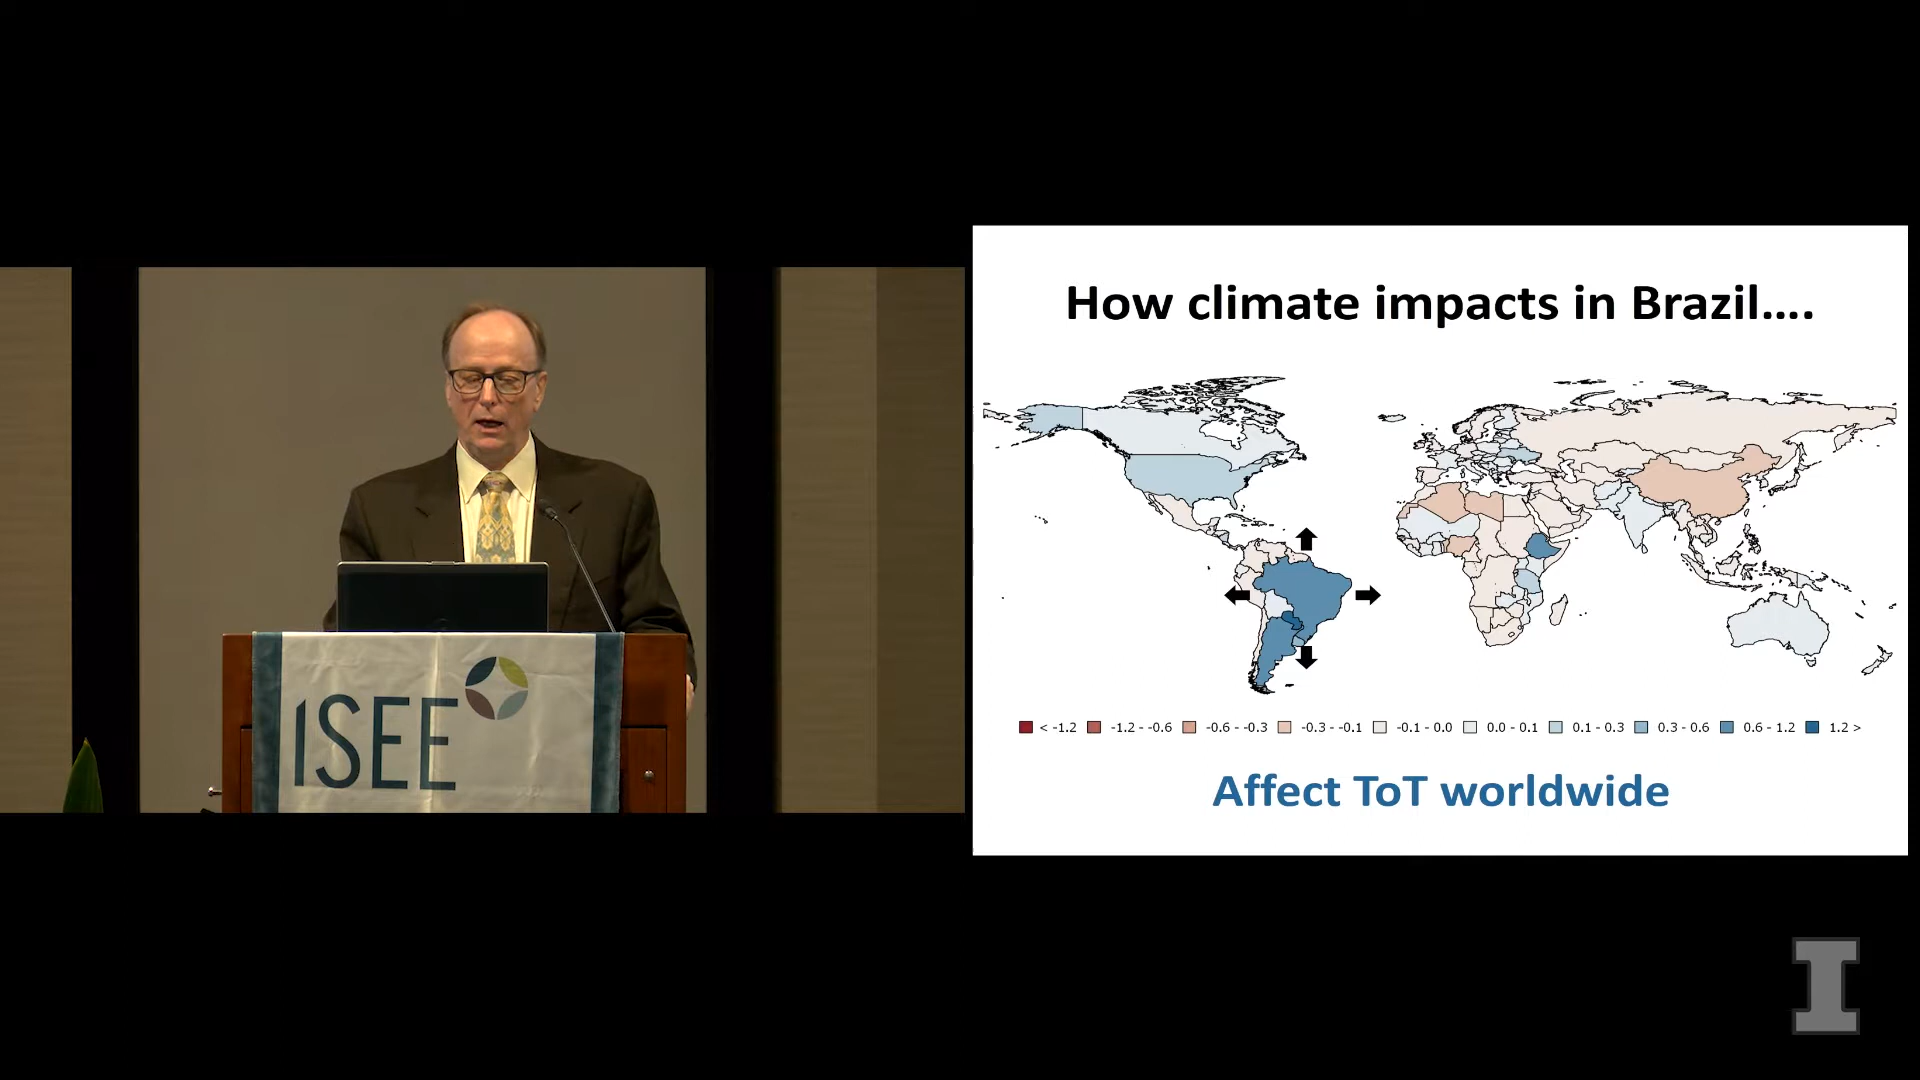 How climate impacts in Brazil....
< -1.2 -1.2 - -0.6 -0.6 - -0.3 -0.3 - -0.1 -0.1 - 0.0 0.0 - 0.1 0.1 - 0.3 0.3 - 0.6 0.6 - 1.2 1.2 >
Affect ToT worldwide
ISEE
I